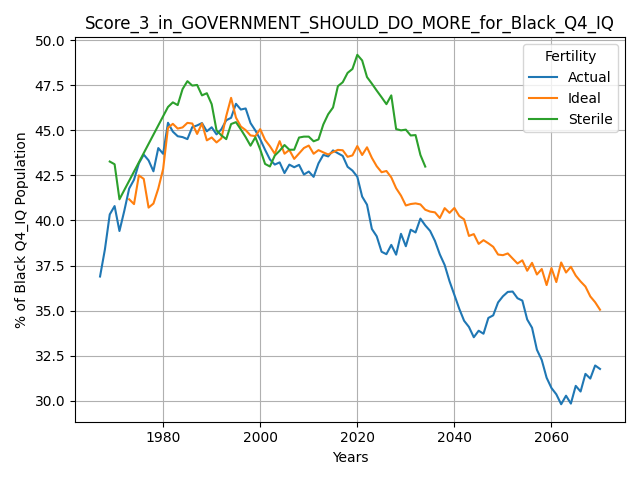 Score_3_in_GOVERNMENT_SHOULD_DO_MORE_for_Black_Q4_IQ
50.0
47.5
45.0
42.5
40.0
37.5
35.0
32.5
30.0
% of Black Q4_IQ Population
Fertility
Actual
Ideal
Sterile
1980
2000
2020
2040
2060
Years